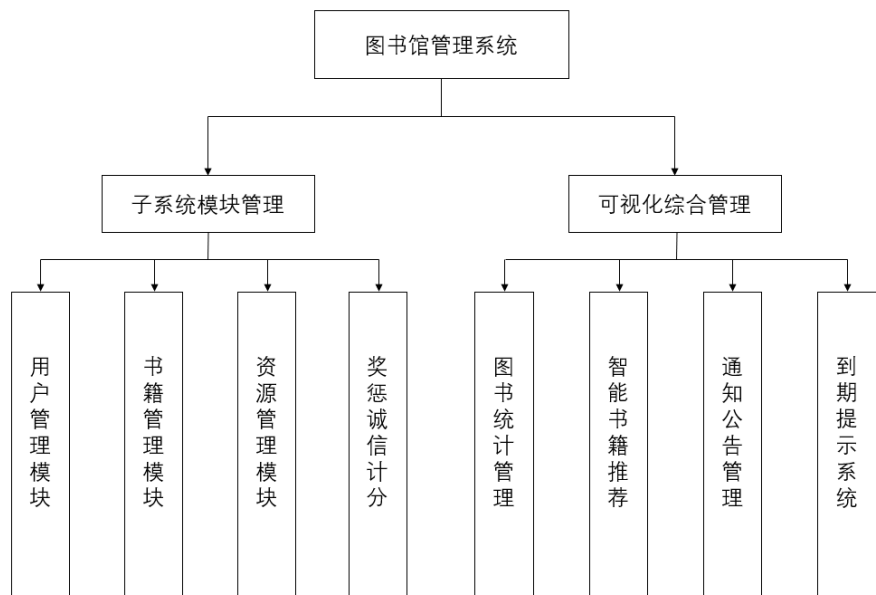 图书馆管理系统
子系统模块管理
可视化综合管理
用户管理模块
书籍管理模块
资源管理模块
奖惩诚信计分
图书统计管理
智能书籍推荐
通知公告管理
到期提示系统